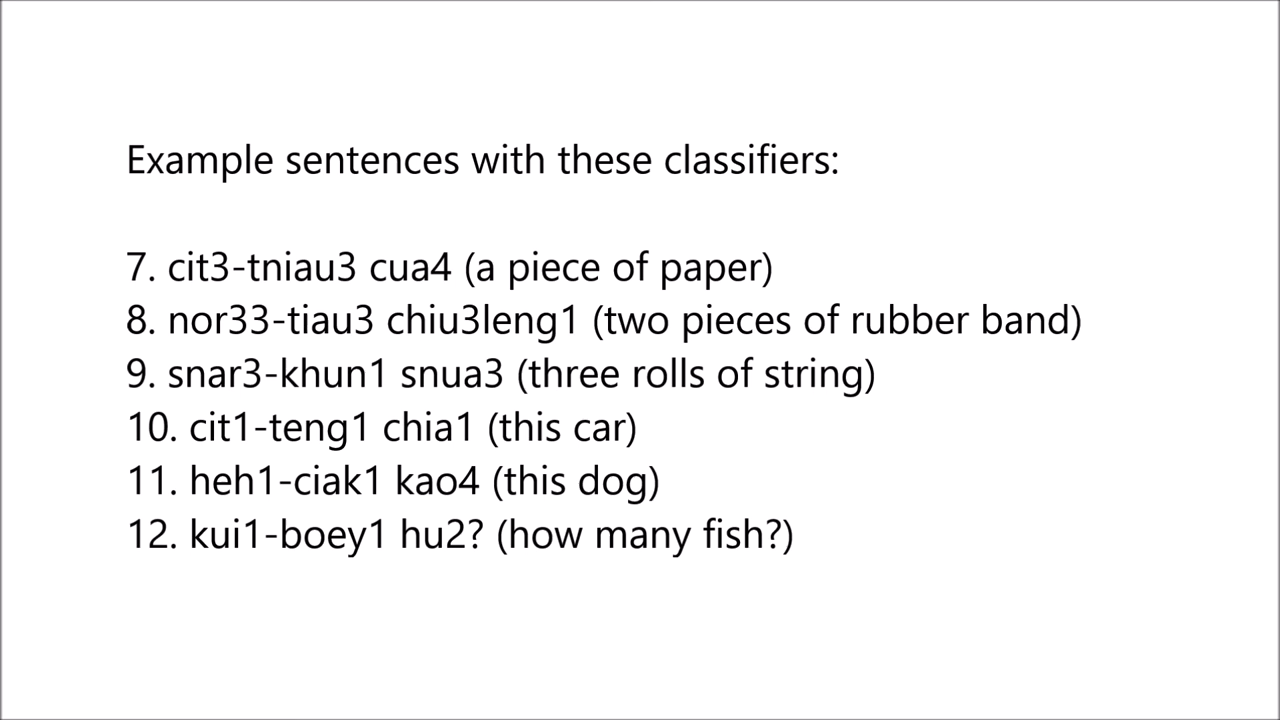 Example sentences with these classifiers:
7. cit3-tniau3 cua4 (a piece of paper)
8. nor33-tiau3 chiu3leng1 (two pieces of rubber band)
9. snar3-khun1 snua3 (three rolls of string)
10. cit1-teng1 chia1 (this car)
11. heh1-ciak1 kao4 (this dog)
12. kui1-boey1 hu2? (how many fish?)